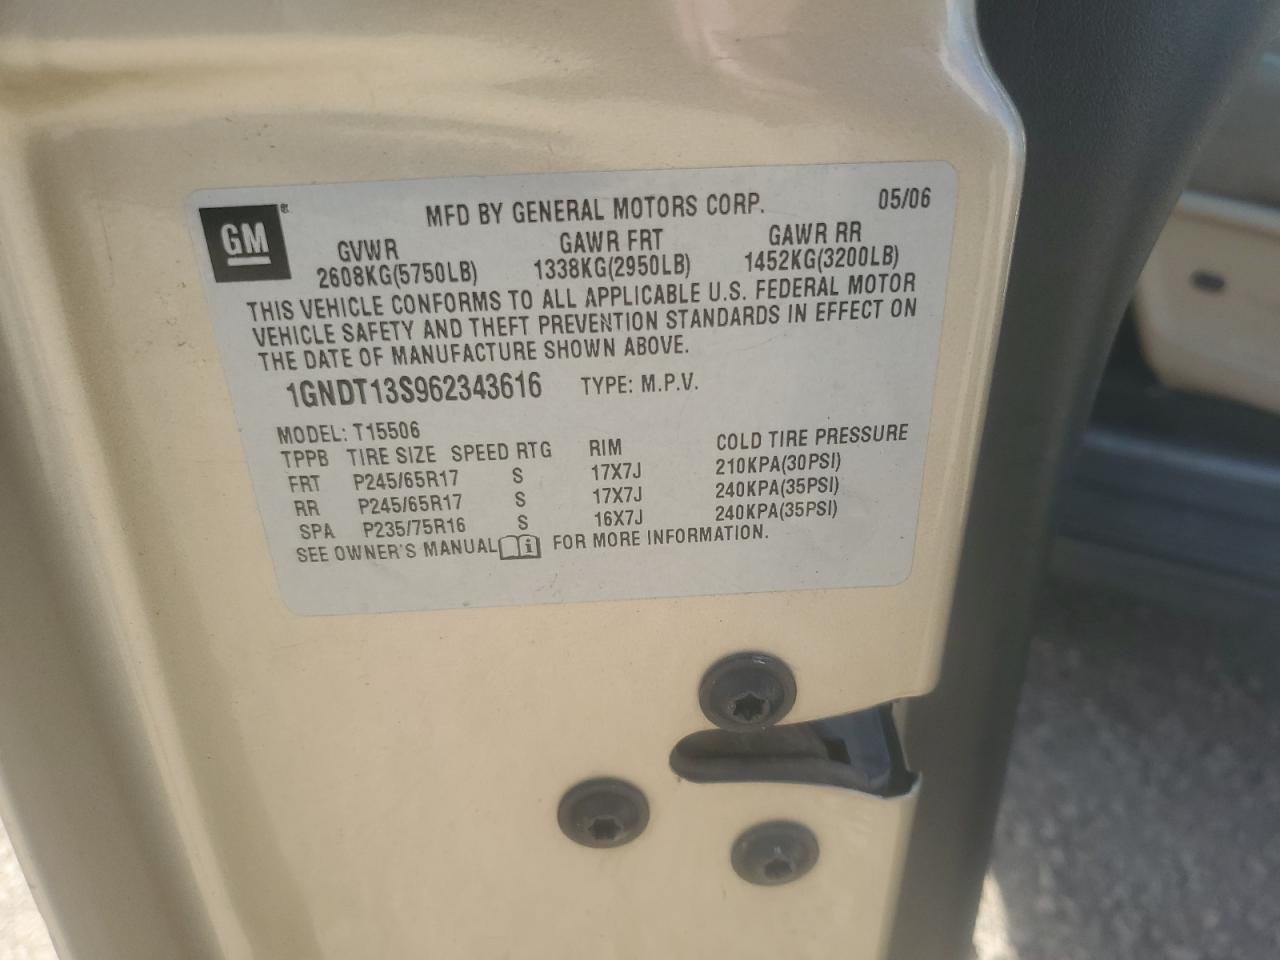 GM®
MFD BY GENERAL MOTORS CORP. 05/06
GVWR GAWR FRT GAWR RR
2608KG(5750LB) 1338KG(2950LB) 1452KG(3200LB)
THIS VEHICLE CONFORMS TO ALL APPLICABLE U.S. FEDERAL MOTOR
VEHICLE SAFETY AND THEFT PREVENTION STANDARDS IN EFFECT ON
THE DATE OF MANUFACTURE SHOWN ABOVE.
1GNDT13S962343616 TYPE: M.P.V.
MODEL: T15506
TPPB TIRE SIZE SPEED RTG RIM COLD TIRE PRESSURE
FRT P245/65R17 S 17X7J 210KPA(30PSI)
RR P245/65R17 S 17X7J 240KPA(35PSI)
SPA P235/75R16 S 16X7J 240KPA(35PSI)
SEE OWNER'S MANUAL i FOR MORE INFORMATION.